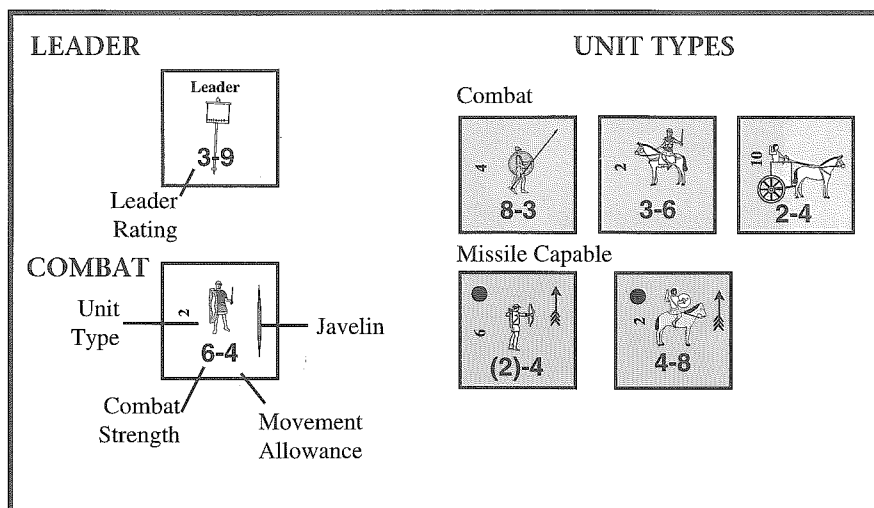 LEADER
Leader
3-9
Leader
Rating
COMBAT
Unit
Type
2
6-4
Javelin
Combat
Strength
Movement
Allowance
UNIT TYPES
Combat
4
8-3
2
3-6
10
2-4
Missile Capable
6
(2)-4
2
4-8